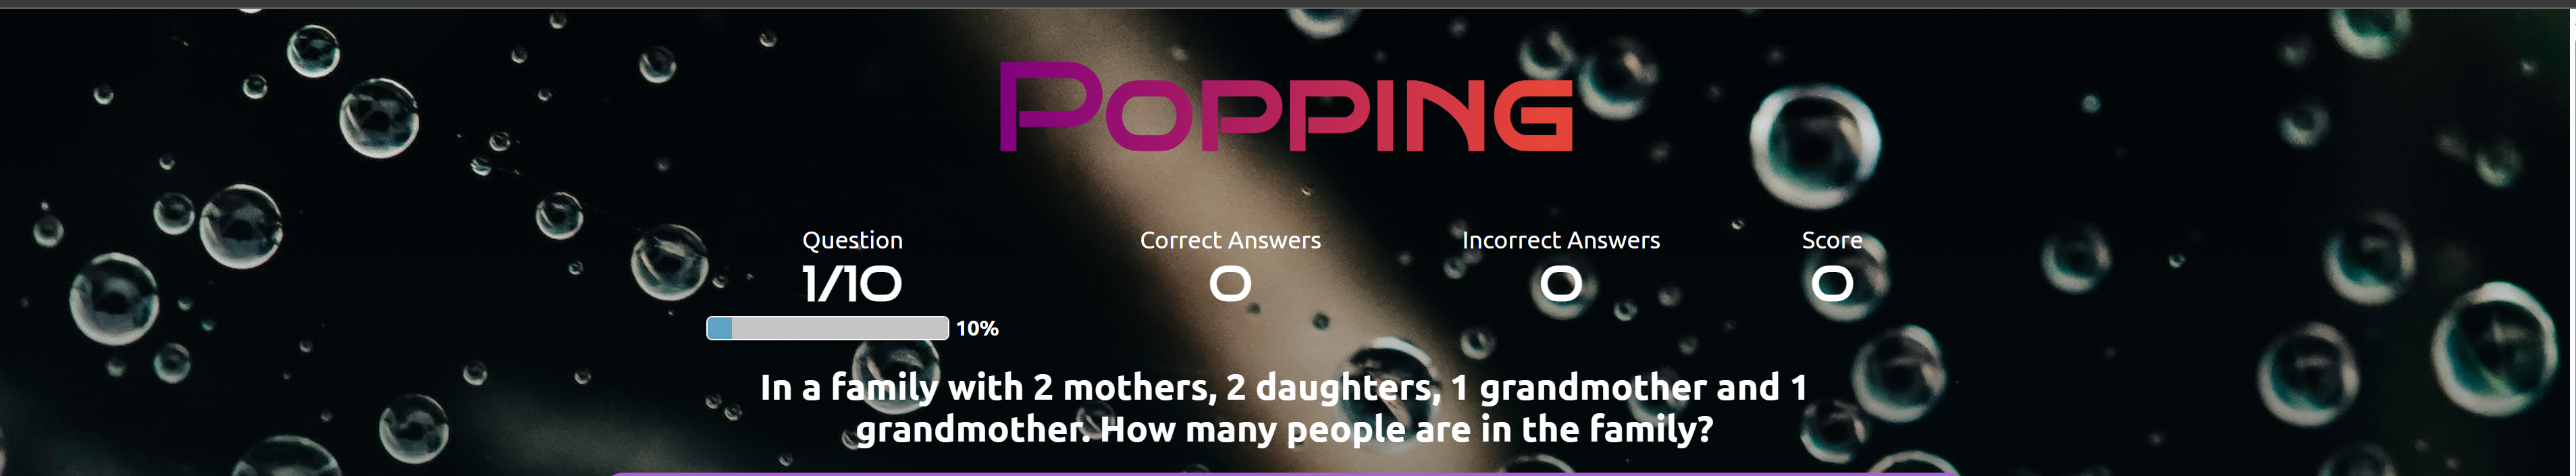 Popping
Question
1/10
10%
Correct Answers
0
Incorrect Answers
0
Score
0
In a family with 2 mothers, 2 daughters, 1 grandmother and 1
grandmother. How many people are in the family?